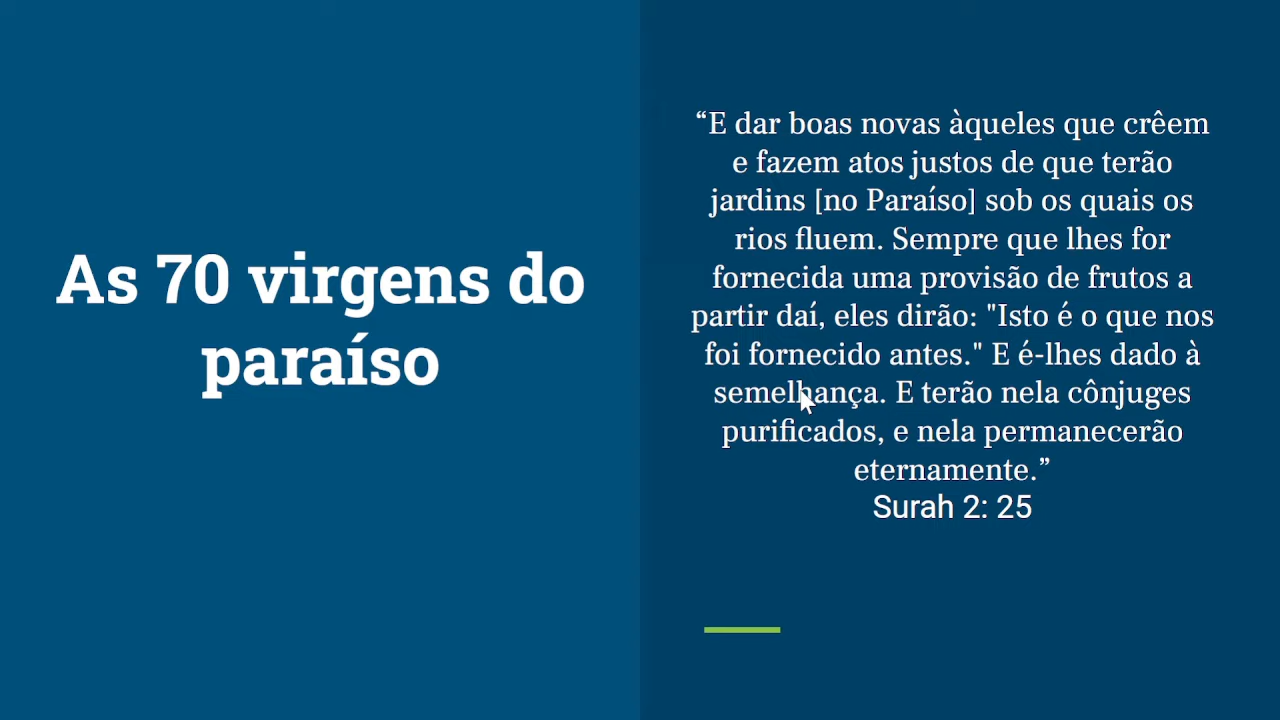 As 70 virgens do
paraíso
“E dar boas novas àqueles que crêem
e fazem atos justos de que terão
jardins [no Paraíso] sob os quais os
rios fluem. Sempre que lhes for
fornecida uma provisão de frutos a
partir daí, eles dirão: "Isto é o que nos
foi fornecido antes." E é-lhes dado à
semelhança. E terão nela cônjuges
purificados, e nela permanecerão
eternamente.”
Surah 2: 25